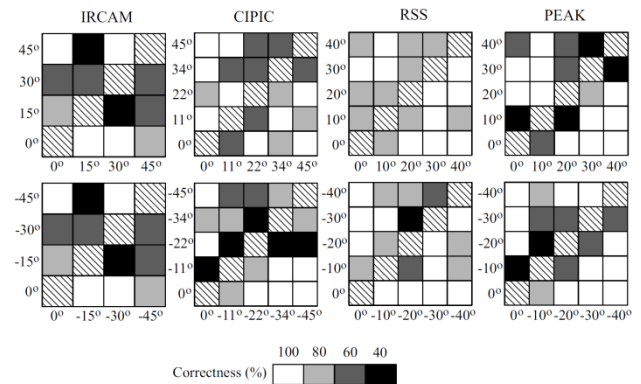 IRCAM CIPIC RSS PEAK
45º 45º 40º 40º
30º 34º 30º 30º
15º 22º 20º 20º
0º 11º 10º 10º
0º 0º 0º
0º 15º 30º 45º 0º 11º 22º 34º 45º 0º 10º 20º 30º 40º 0º 10º 20º 30º 40º
-45º -45º -40º -40º
-30º -34º -30º -30º
-15º -22º -20º -20º
0º -11º -10º -10º
0º 0º 0º
0º -15º -30º -45º 0º -11º -22º -34º -45º 0º -10º -20º -30º -40º 0º -10º -20º -30º -40º
100 80 60 40
Correctness (%)